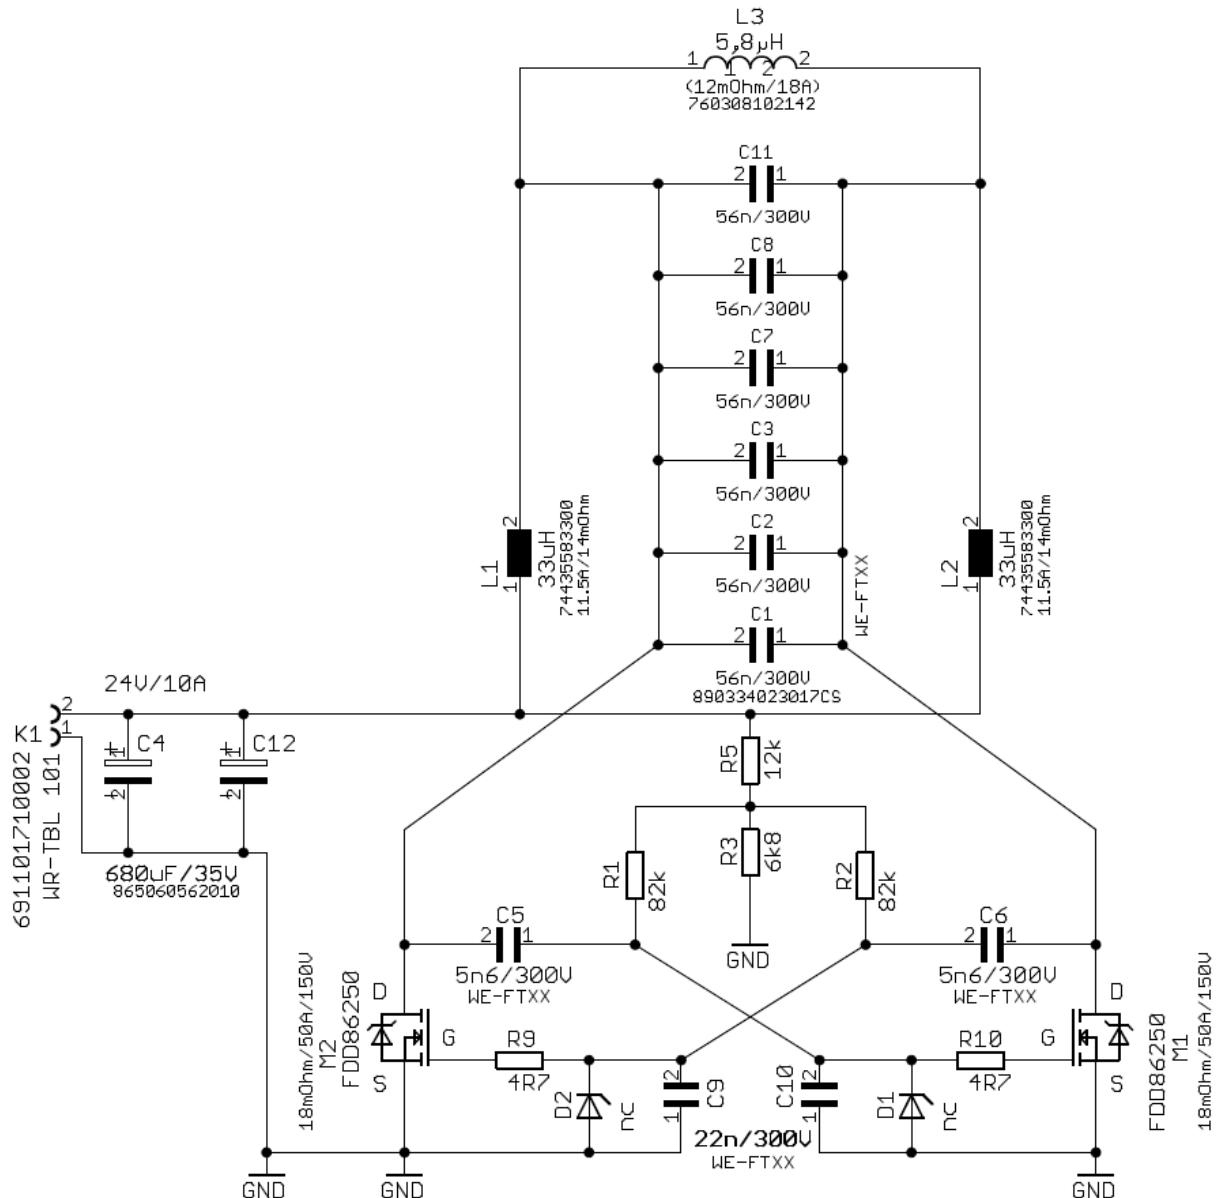 L3
5,8µH
1 1 2 2
(12mOhm/18A)
760308102142
C11
2 1
56n/300V
C8
2 1
56n/300V
C7
2 1
56n/300V
C3
2 1
56n/300V
C2
2 1
56n/300V
C1
2 1
56n/300V
890334023017CS
WE-FTXX
L1
1 2
33uH
74435583300
11.5A/14mOhm
L2
1 2
33uH
74435583300
11.5A/14mOhm
24V/10A
K1
2
1
691101710002
WR-TBL 101
+1
C4
2
+1
C12
2
680uF/35V
865060562010
R5
12k
R3
6k8
GND
R1
82k
R2
82k
C5
2 1
5n6/300V
WE-FTXX
C6
2 1
5n6/300V
WE-FTXX
D
G
S
M2
FDD86250
18mOhm/50A/150V
R9
4R7
D2
nC
2
1
C9
C10
2
1
22n/300V
WE-FTXX
D1
nC
R10
4R7
D
G
S
M1
FDD86250
18mOhm/50A/150V
GND
GND
GND